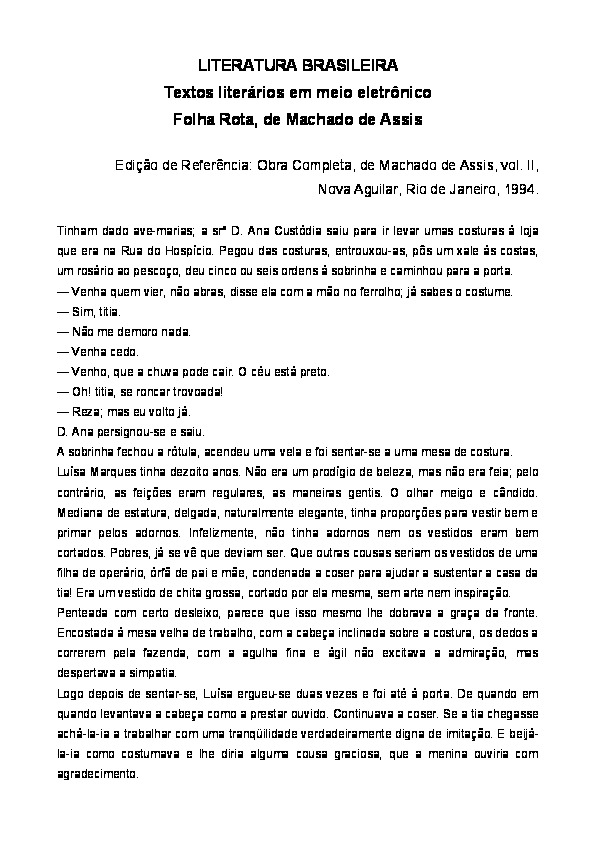 LITERATURA BRASILEIRA
Textos literários em meio eletrônico
Folha Rota, de Machado de Assis
Edição de Referência: Obra Completa, de Machado de Assis, vol. II,
Nova Aguilar, Rio de Janeiro, 1994.
Tinham dado ave-marias; a srª D. Ana Custódia saiu para ir levar umas costuras à loja
que era na Rua do Hospício. Pegou das costuras, entrouxou-as, pôs um xale às costas,
um rosário ao pescoço, deu cinco ou seis ordens à sobrinha e caminhou para a porta.
— Venha quem vier, não abras, disse ela com a mão no ferrolho; já sabes o costume.
— Sim, titia.
— Não me demoro nada.
— Venha cedo.
— Venho, que a chuva pode cair. O céu está preto.
— Oh! titia, se roncar trovoada!
— Reza; mas eu volto já.
D. Ana persignou-se e saiu.
A sobrinha fechou a rótula, acendeu uma vela e foi sentar-se a uma mesa de costura.
Luísa Marques tinha dezoito anos. Não era um prodígio de beleza, mas não era feia; pelo
contrário, as feições eram regulares, as maneiras gentis. O olhar meigo e cândido.
Mediana de estatura, delgada, naturalmente elegante, tinha proporções para vestir bem e
primar pelos adornos. Infelizmente, não tinha adornos nem os vestidos eram bem
cortados. Pobres, já se vê que deviam ser. Que outras cousas seriam os vestidos de uma
filha de operário, órfã de pai e mãe, condenada a coser para ajudar a sustentar a casa da
tia! Era um vestido de chita grossa, cortado por ela mesma, sem arte nem inspiração.
Penteada com certo desleixo, parece que isso mesmo lhe dobrava a graça da fronte.
Encostada à mesa velha de trabalho, com a cabeça inclinada sobre a costura, os dedos a
correrem pela fazenda, com a agulha fina e ágil não excitava a admiração, mas
despertava a simpatia.
Logo depois de sentar-se, Luísa ergueu-se duas vezes e foi até à porta. De quando em
quando levantava a cabeça como a prestar ouvido. Continuava a coser. Se a tia chegasse
achá-la-ia a trabalhar com uma tranqüilidade verdadeiramente digna de imitação. E beijá-
la-ia como costumava e lhe diria alguma cousa graciosa, que a menina ouviria com
agradecimento.